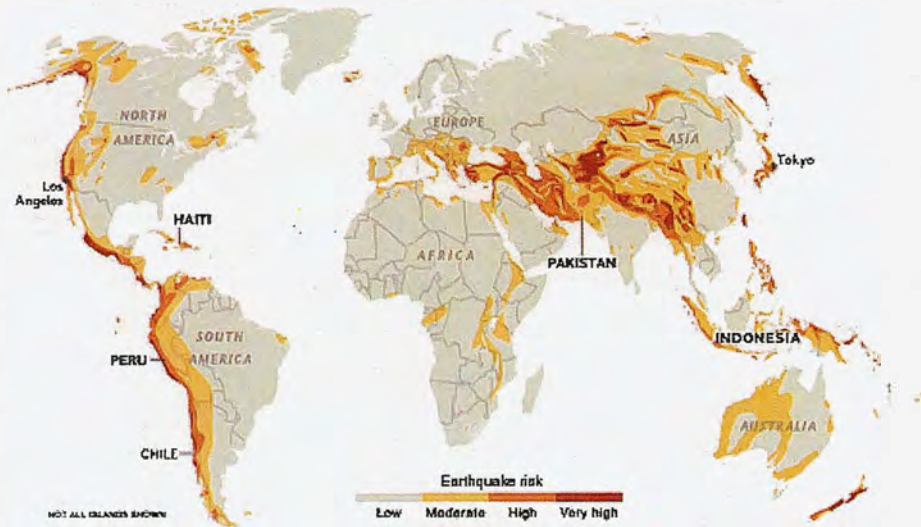 NORTH
AMERICA
EUROPE
ASIA
Tokyo
Los
Angeles
HAITI
AFRICA
PAKISTAN
SOUTH
AMERICA
PERU
INDONESIA
AUSTRALIA
CHILE
Earthquake risk
Low Moderate High Very high
NOT ALL ISLANDS SHOWN